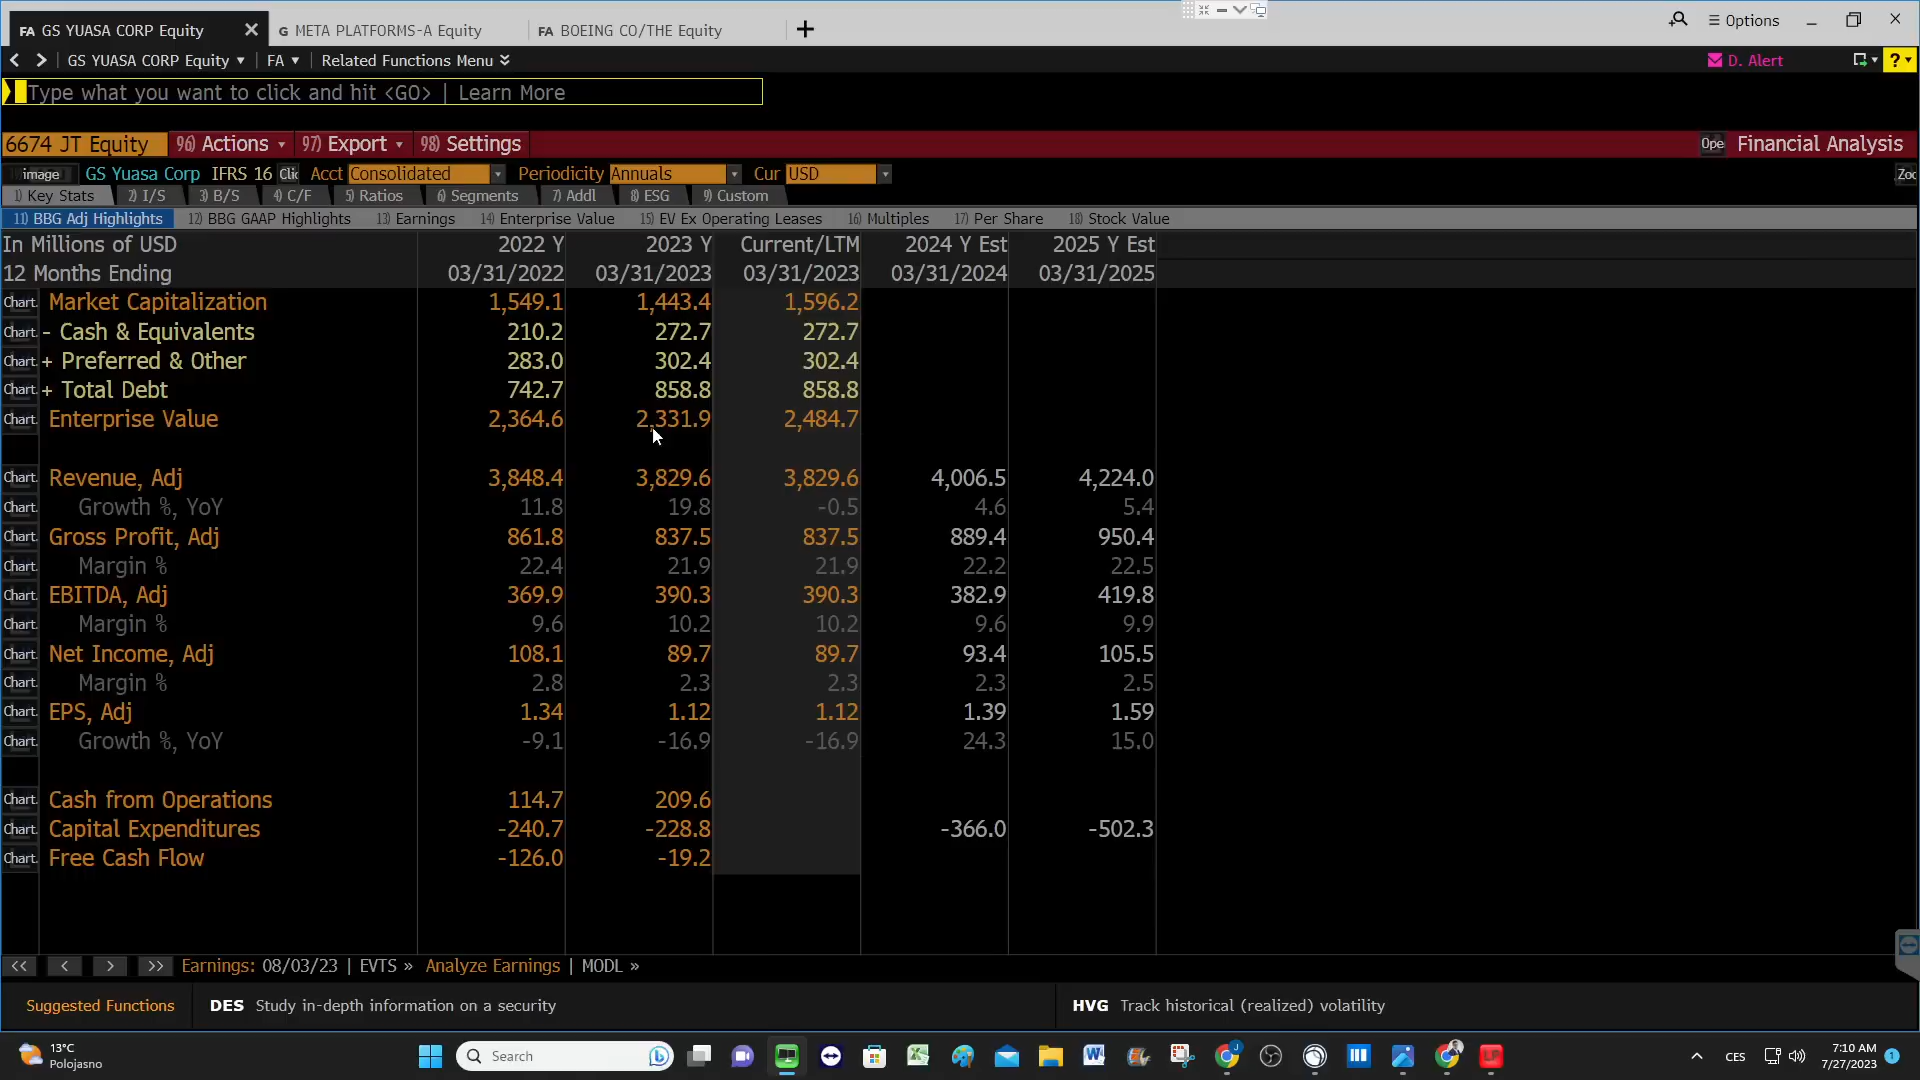 FA GS YUASA CORP Equity
G META PLATFORMS-A Equity
FA BOEING CO/THE Equity
Options
GS YUASA CORP Equity
FA
Related Functions Menu
D. Alert
?
Type what you want to click and hit <GO> | Learn More
6674 JT Equity 96) Actions 97) Export 98) Settings
Ope Financial Analysis
image GS Yuasa Corp IFRS 16 Clic Acct Consolidated Periodicity Annuals Cur USD Zoo
1) Key Stats 2) I/S 3) B/S 4) C/F 5) Ratios 6) Segments 7) Addl 8) ESG 9) Custom
11) BBG Adj Highlights 12) BBG GAAP Highlights 13) Earnings 14) Enterprise Value 15) EV Ex Operating Leases 16) Multiples 17) Per Share 18) Stock Value
In Millions of USD 2022 Y 2023 Y Current/LTM 2024 Y Est 2025 Y Est
12 Months Ending 03/31/2022 03/31/2023 03/31/2023 03/31/2024 03/31/2025
Chart. Market Capitalization 1,549.1 1,443.4 1,596.2
Chart. - Cash & Equivalents 210.2 272.7 272.7
Chart. + Preferred & Other 283.0 302.4 302.4
Chart. + Total Debt 742.7 858.8 858.8
Chart. Enterprise Value 2,364.6 2,331.9 2,484.7
Chart. Revenue, Adj 3,848.4 3,829.6 3,829.6 4,006.5 4,224.0
Chart. Growth %, YoY 11.8 19.8 -0.5 4.6 5.4
Chart. Gross Profit, Adj 861.8 837.5 837.5 889.4 950.4
Chart. Margin % 22.4 21.9 21.9 22.2 22.5
Chart. EBITDA, Adj 369.9 390.3 390.3 382.9 419.8
Chart. Margin % 9.6 10.2 10.2 9.6 9.9
Chart. Net Income, Adj 108.1 89.7 89.7 93.4 105.5
Chart. Margin % 2.8 2.3 2.3 2.3 2.5
Chart. EPS, Adj 1.34 1.12 1.12 1.39 1.59
Chart. Growth %, YoY -9.1 -16.9 -16.9 24.3 15.0
Chart. Cash from Operations 114.7 209.6
Chart. Capital Expenditures -240.7 -228.8 -366.0 -502.3
Chart. Free Cash Flow -126.0 -19.2
<< < > >> Earnings: 08/03/23 | EVTS » Analyze Earnings | MODL »
Suggested Functions DES Study in-depth information on a security HVG Track historical (realized) volatility
13°C
Polojasno
Search
CES
7:10 AM
7/27/2023
1